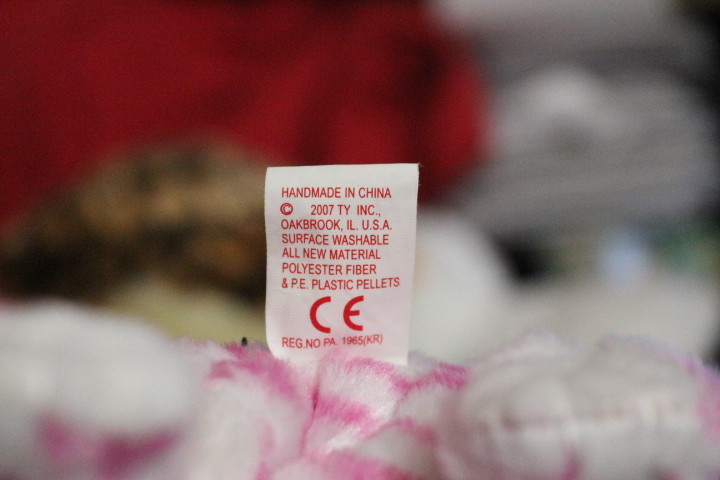 HANDMADE IN CHINA
© 2007 TY INC.,
OAKBROOK, IL. U.S.A.
SURFACE WASHABLE
ALL NEW MATERIAL
POLYESTER FIBER
& P.E. PLASTIC PELLETS
CE
REG.NO PA. 1965(KR)